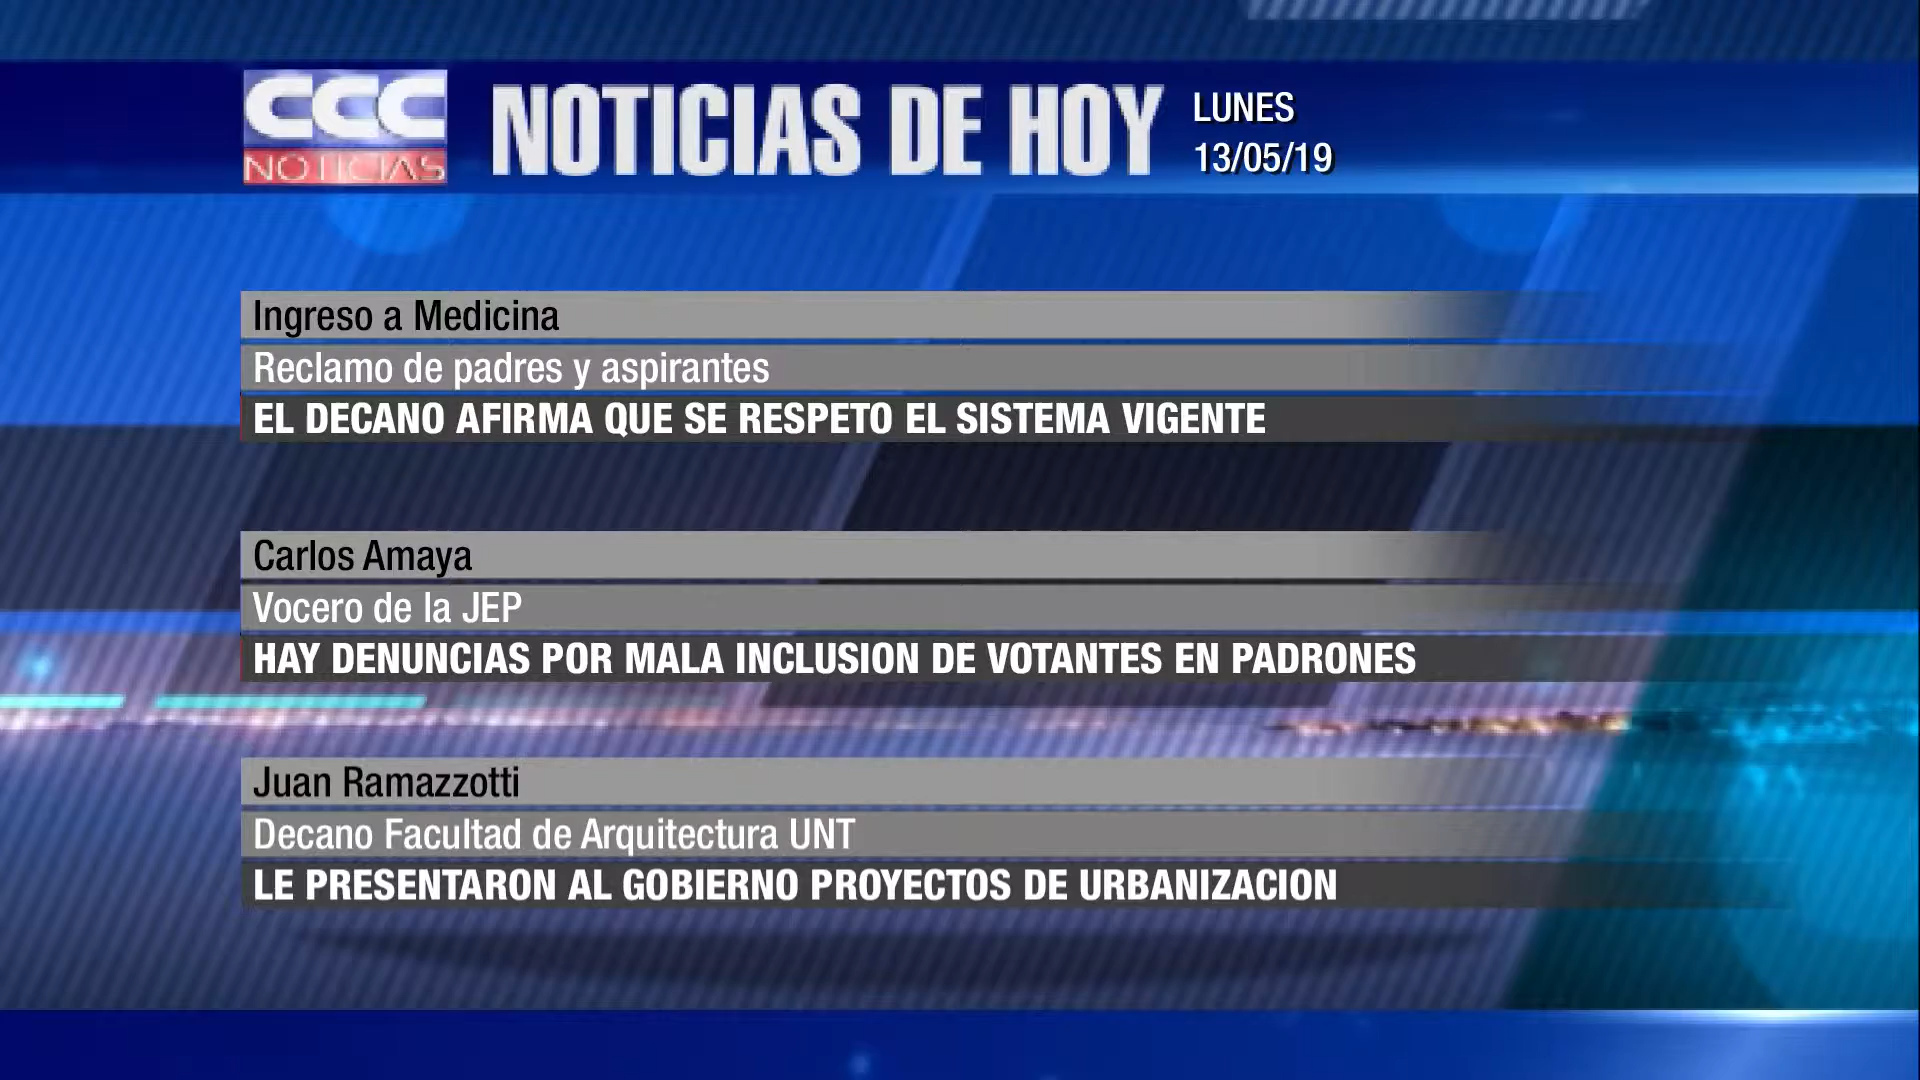 CCC
NOTICIAS
NOTICIAS DE HOY
LUNES
13/05/19
Ingreso a Medicina
Reclamo de padres y aspirantes
EL DECANO AFIRMA QUE SE RESPETO EL SISTEMA VIGENTE
Carlos Amaya
Vocero de la JEP
HAY DENUNCIAS POR MALA INCLUSION DE VOTANTES EN PADRONES
Juan Ramazzotti
Decano Facultad de Arquitectura UNT
LE PRESENTARON AL GOBIERNO PROYECTOS DE URBANIZACION